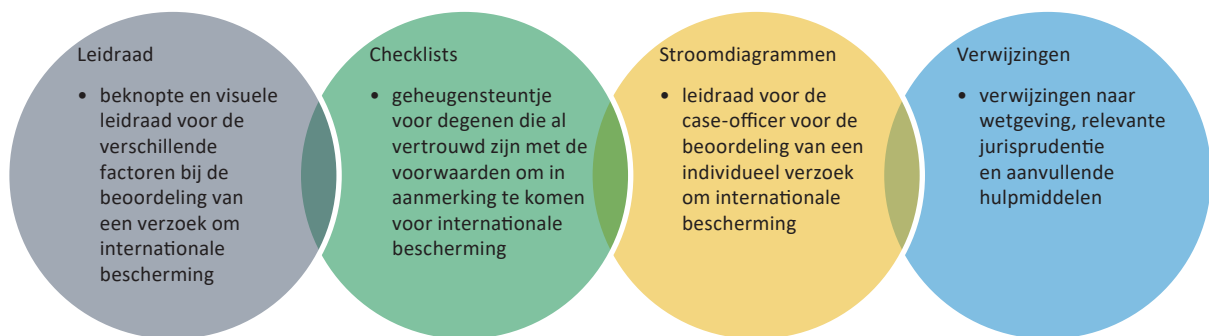 Leidraad
• beknopte en visuele
leidraad voor de
verschillende
factoren bij de
beoordeling van
een verzoek om
internationale
bescherming
Checklists
• geheugensteuntje
voor degenen die al
vertrouwd zijn met de
voorwaarden om in
aanmerking te komen
voor internationale
bescherming
Stroomdiagrammen
• leidraad voor de
case-officer voor de
beoordeling van een
individueel verzoek
om internationale
bescherming
Verwijzingen
• verwijzingen naar
wetgeving, relevante
jurisprudentie
en aanvullende
hulpmiddelen